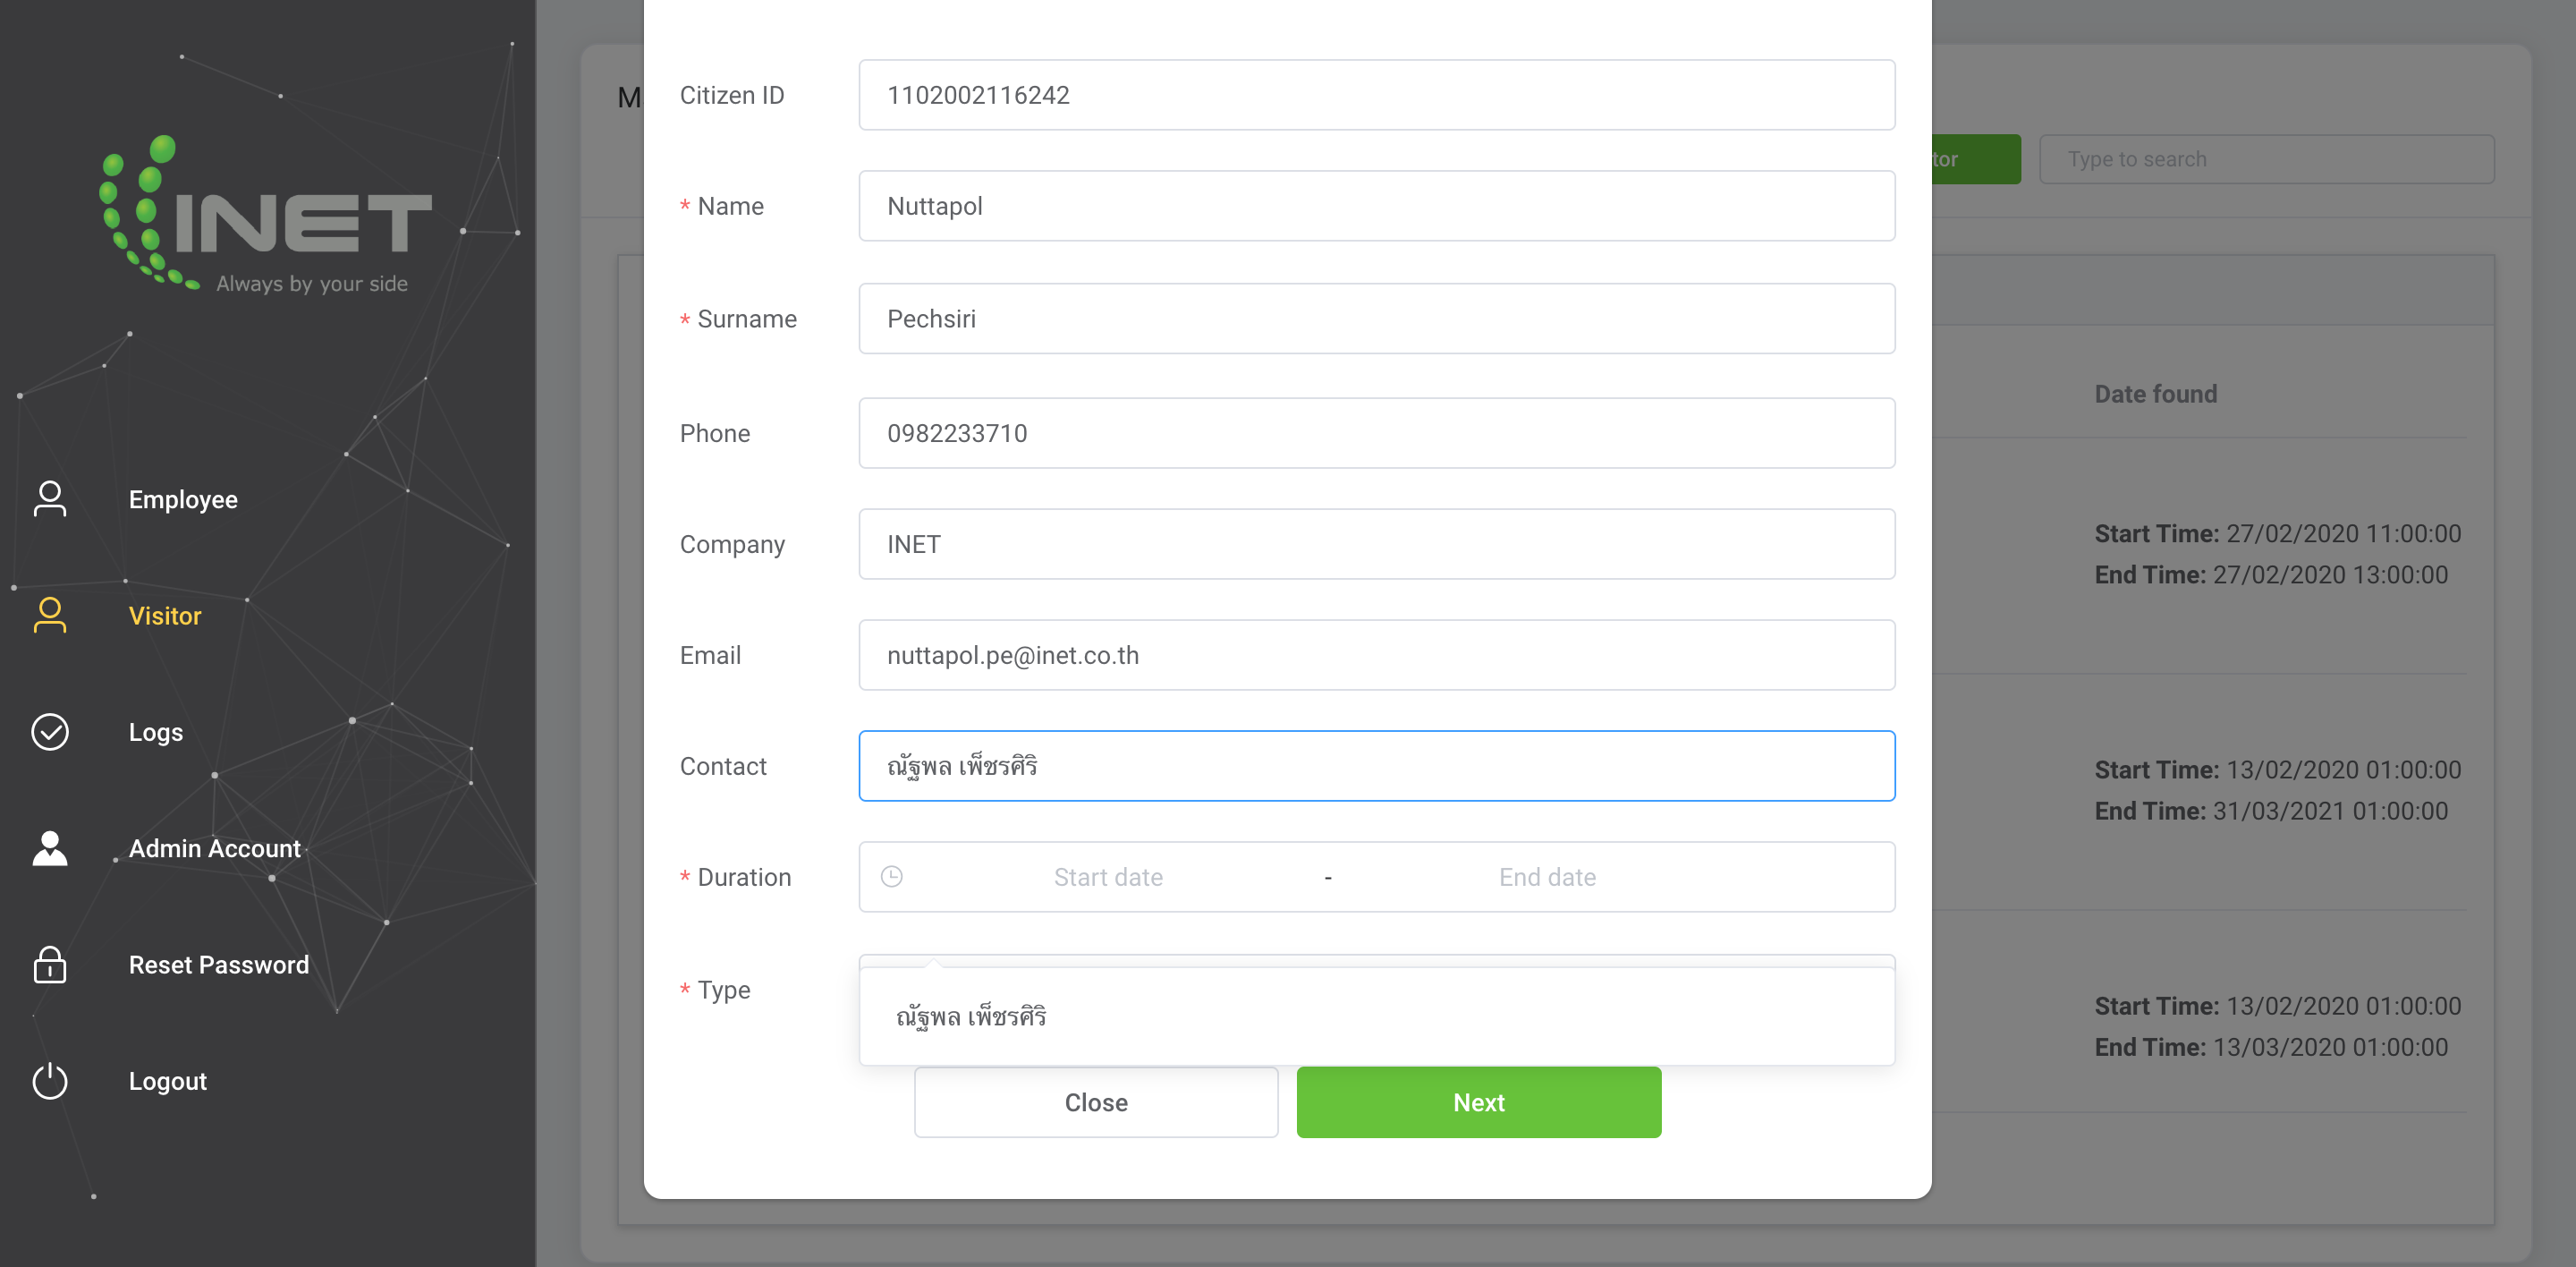 INET
Always by your side
Employee
Visitor
Logs
Admin Account
Reset Password
Logout
Citizen ID
1102002116242
* Name
Nuttapol
* Surname
Pechsiri
Phone
0982233710
Company
INET
Email
nuttapol.pe@inet.co.th
Contact
ณัฐพล เพ็ชรศิริ
* Duration
Start date - End date
* Type
ณัฐพล เพ็ชรศิริ
Close
Next
Type to search
Date found
Start Time: 27/02/2020 11:00:00
End Time: 27/02/2020 13:00:00
Start Time: 13/02/2020 01:00:00
End Time: 31/03/2021 01:00:00
Start Time: 13/02/2020 01:00:00
End Time: 13/03/2020 01:00:00